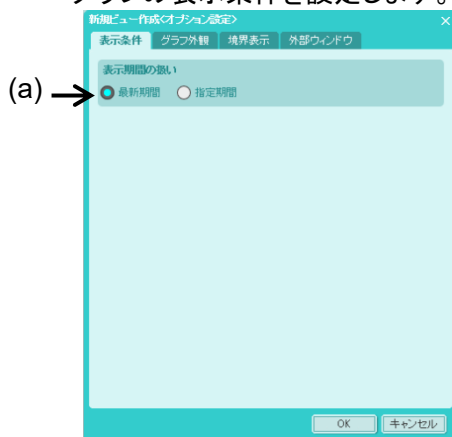 グラフの表示条件を設定します。
新規ビュー作成<オプション設定>
表示条件 グラフ外観 境界表示 外部ウィンドウ
表示期間の扱い
(a)
最新期間 指定期間
OK キャンセル